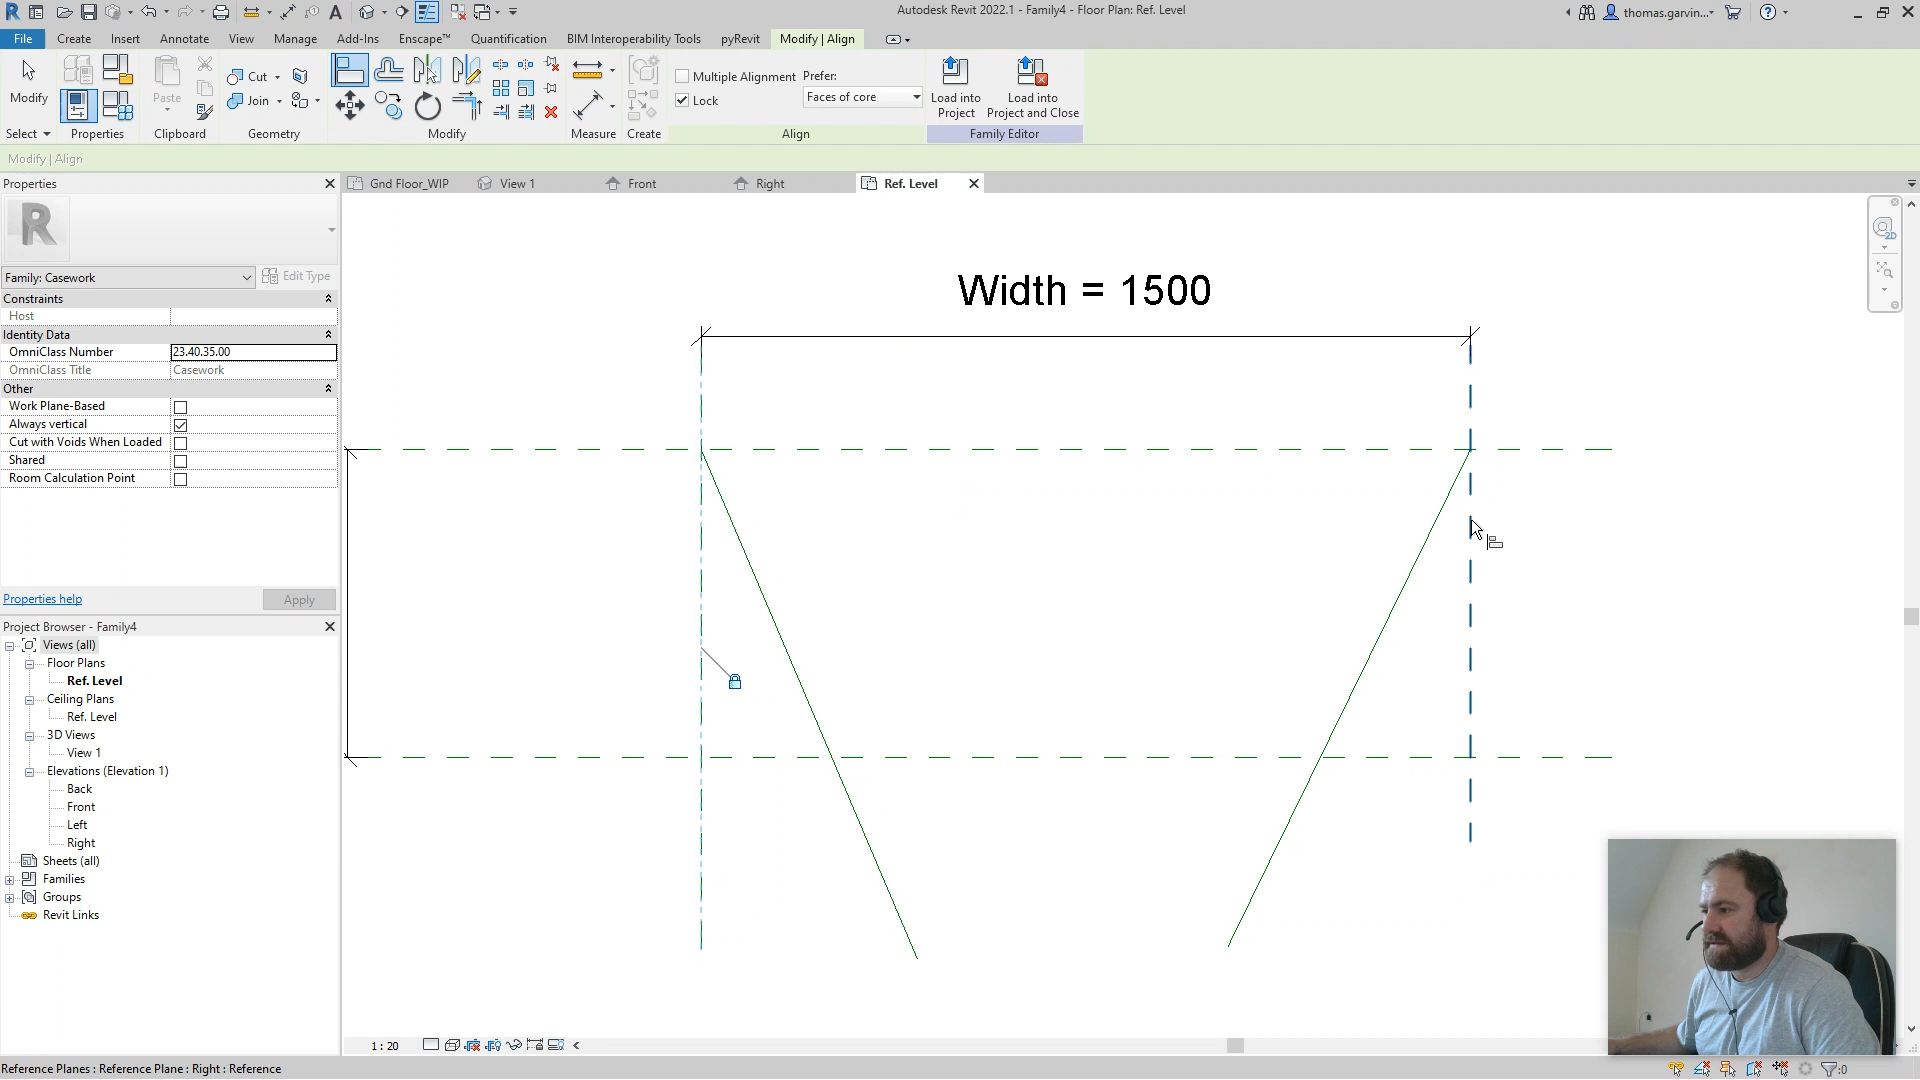 Autodesk Revit 2022.1 - Family4 - Floor Plan: Ref. Level
thomas.garvin...
File Create Insert Annotate View Manage Add-Ins Enscape™ Quantification BIM Interoperability Tools pyRevit Modify | Align
Modify
Select
Properties
Paste
Clipboard
Cut
Join
Geometry
Modify
Measure
Create
Multiple Alignment
Prefer:
Lock
Faces of core
Align
Load into Project
Load into Project and Close
Family Editor
Modify | Align
Properties
Family: Casework
Edit Type
Constraints
Host
Identity Data
OmniClass Number 23.40.35.00
OmniClass Title Casework
Other
Work Plane-Based
Always vertical
Cut with Voids When Loaded
Shared
Room Calculation Point
Properties help
Apply
Project Browser - Family4
Views (all)
Floor Plans
Ref. Level
Ceiling Plans
Ref. Level
3D Views
View 1
Elevations (Elevation 1)
Back
Front
Left
Right
Sheets (all)
Families
Groups
Revit Links
Gnd Floor_WIP
View 1
Front
Right
Ref. Level
2D
Width = 1500
1 : 20
Reference Planes : Reference Plane : Right : Reference
:0